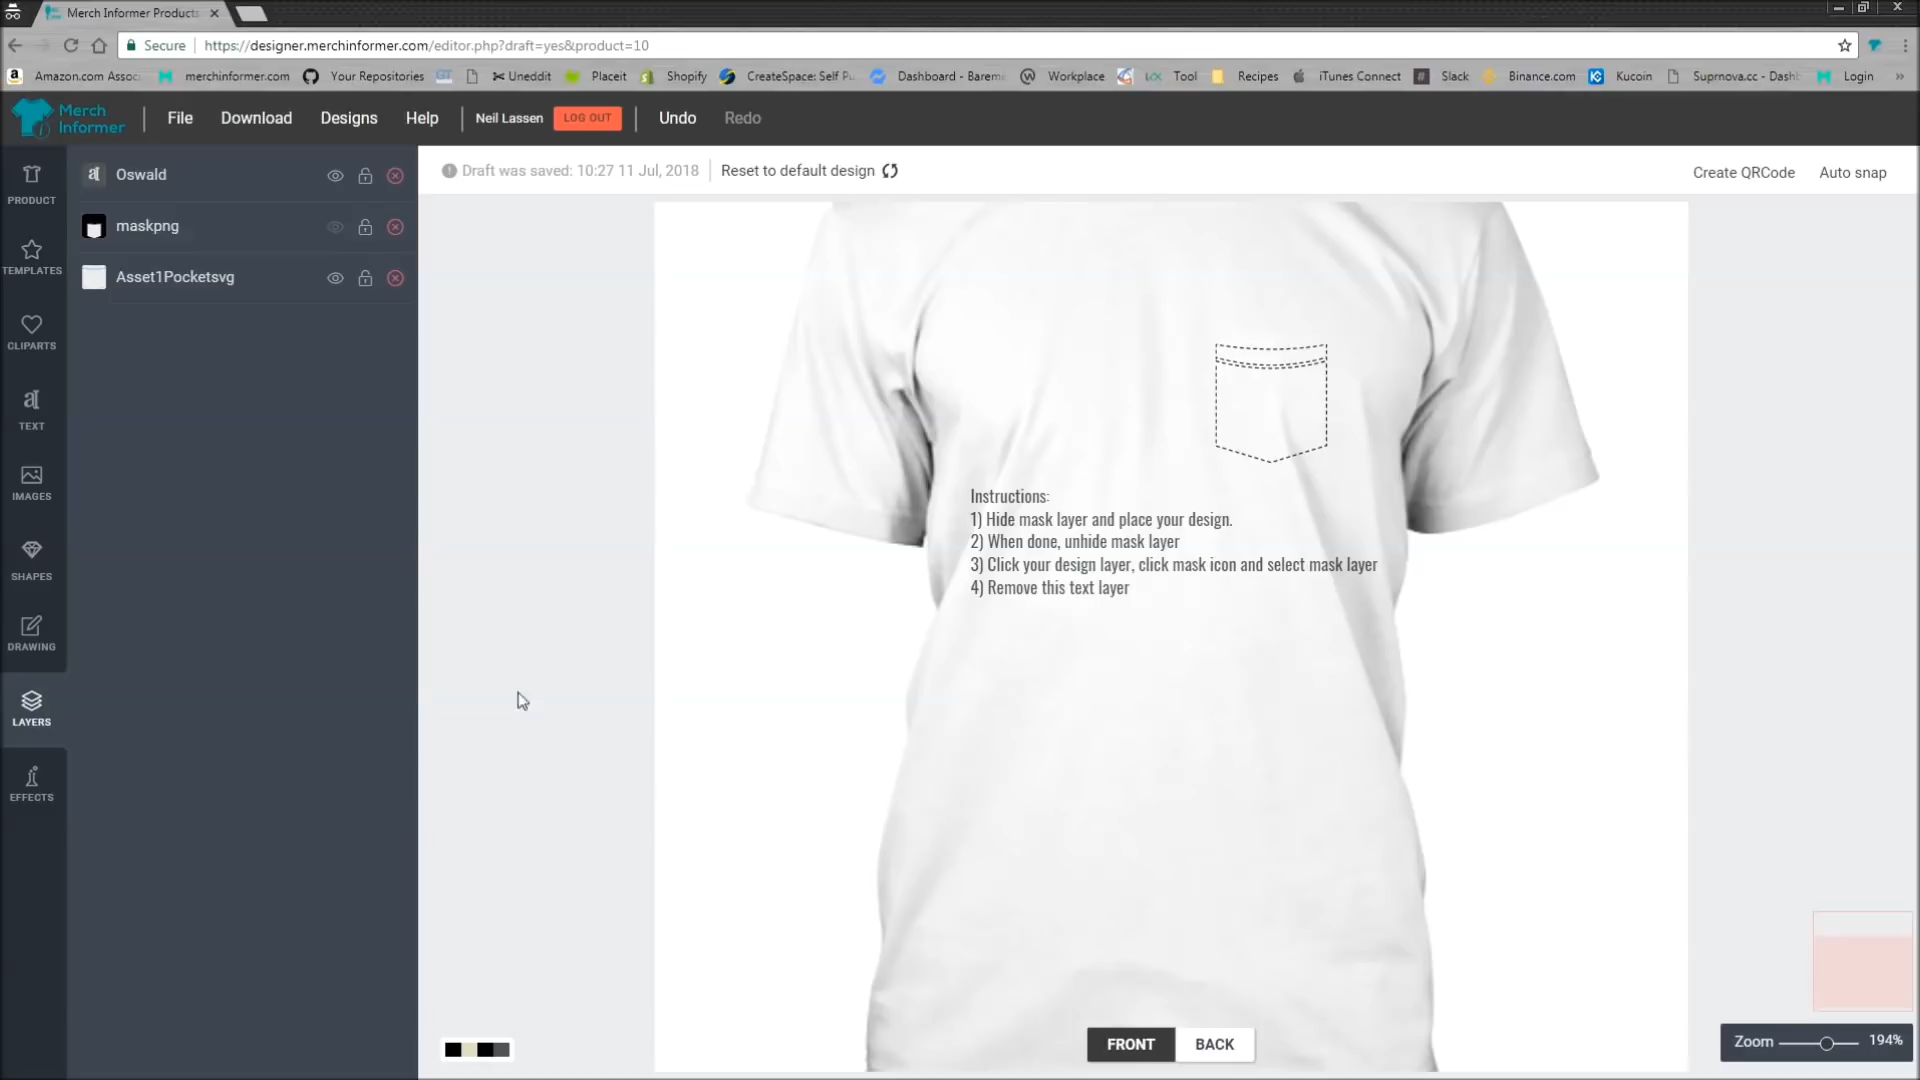 Merch Informer Products
Secure
https://designer.merchinformer.com/editor.php?draft=yes&product=10
Amazon.com Assoc
merchinformer.com
Your Repositories
Uneddit
Placeit
Shopify
CreateSpace: Self Pu
Dashboard - Bareme
Workplace
Tool
Recipes
iTunes Connect
Slack
Binance.com
Kucoin
Suprnova.cc - Dash
Login
Merch
Informer
File
Download
Designs
Help
Neil Lassen
LOG OUT
Undo
Redo
PRODUCT
TEMPLATES
CLIPARTS
TEXT
IMAGES
SHAPES
DRAWING
LAYERS
EFFECTS
Oswald
maskpng
Asset1Pocketsvg
Draft was saved: 10:27 11 Jul, 2018
Reset to default design
Create QRCode
Auto snap
Instructions:
1) Hide mask layer and place your design.
2) When done, unhide mask layer
3) Click your design layer, click mask icon and select mask layer
4) Remove this text layer
FRONT
BACK
Zoom
194%